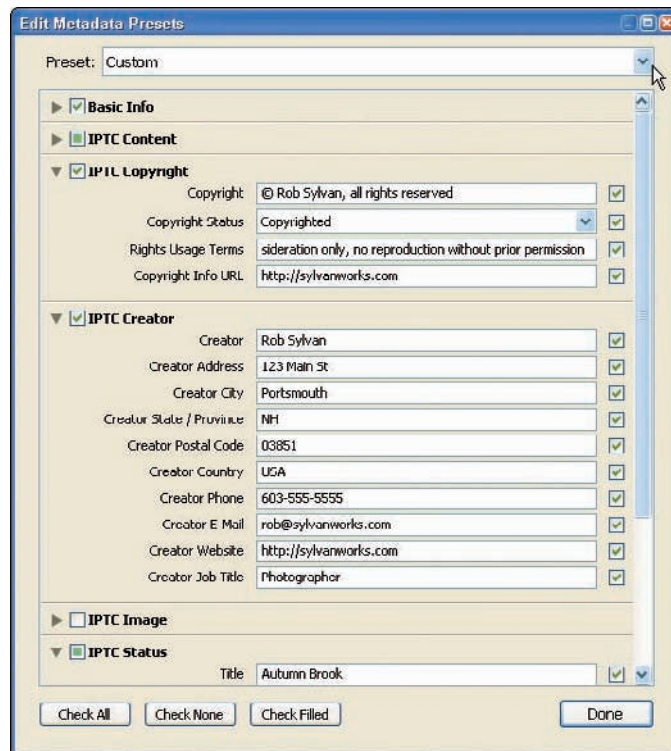 Edit Metadata Presets
Preset: Custom
Basic Info
IPTC Content
IPTC Copyright
Copyright © Rob Sylvan, all rights reserved
Copyright Status Copyrighted
Rights Usage Terms sideration only, no reproduction without prior permission
Copyright Info URL http://sylvanworks.com
IPTC Creator
Creator Rob Sylvan
Creator Address 123 Main St
Creator City Portsmouth
Creator State / Province NH
Creator Postal Code 03851
Creator Country USA
Creator Phone 603-555-5555
Creator E Mail rob@sylvanworks.com
Creator Website http://sylvanworks.com
Creator Job Title Photographer
IPTC Image
IPTC Status
Title Autumn Brook
Check All Check None Check Filled Done